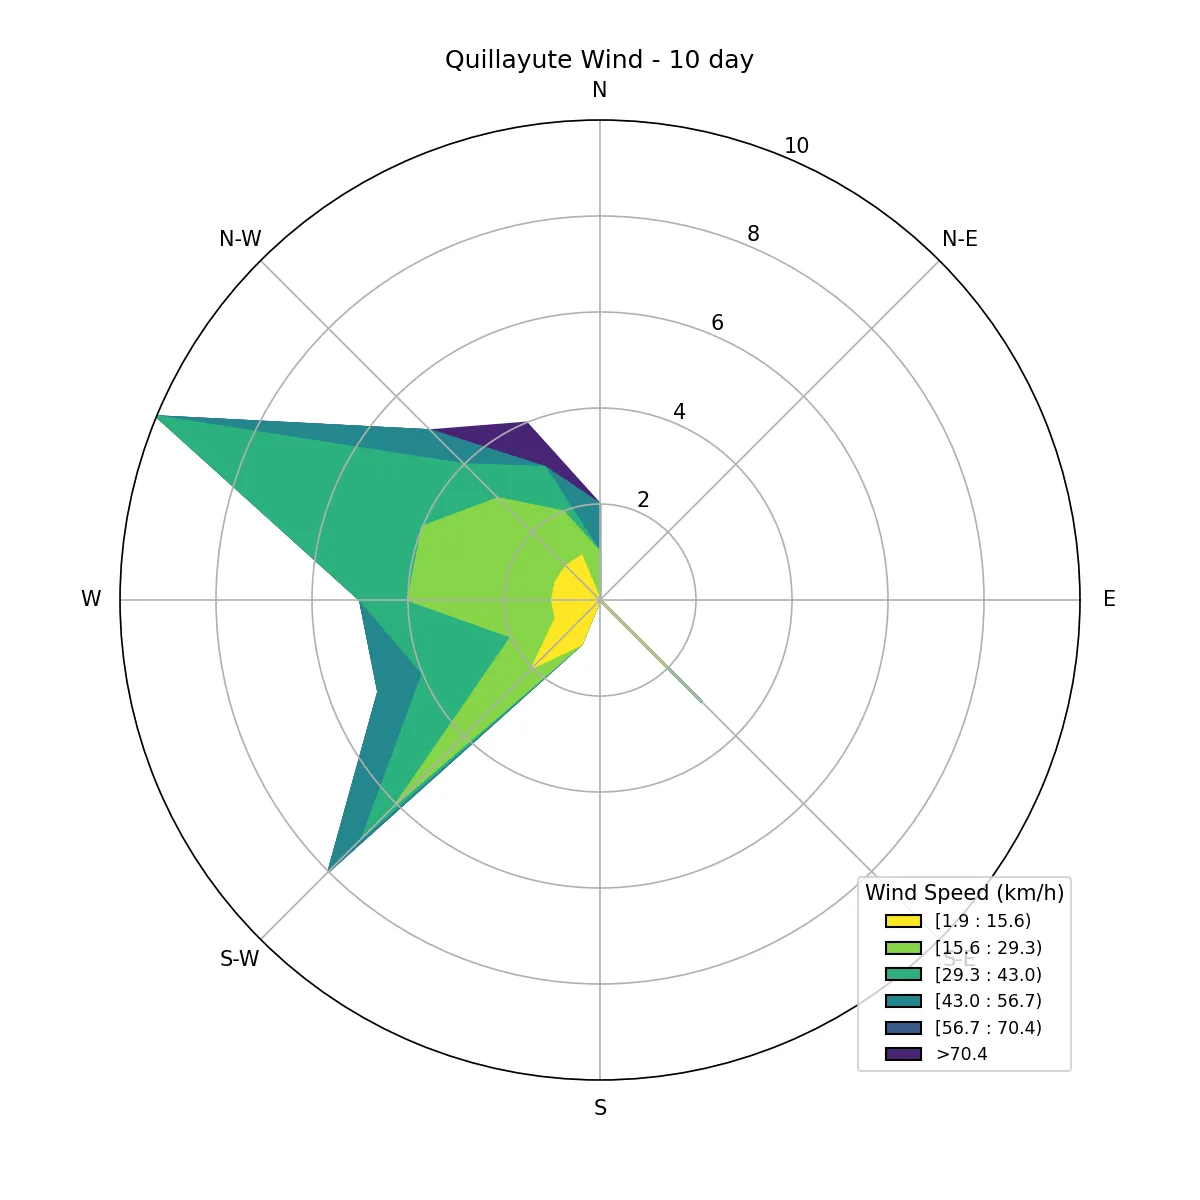 Quillayute Wind - 10 day
N
10
N-W
N-E
8
6
4
2
W
E
S-W
S-E
S
Wind Speed (km/h)
[1.9 : 15.6)
[15.6 : 29.3)
[29.3 : 43.0)
[43.0 : 56.7)
[56.7 : 70.4)
>70.4